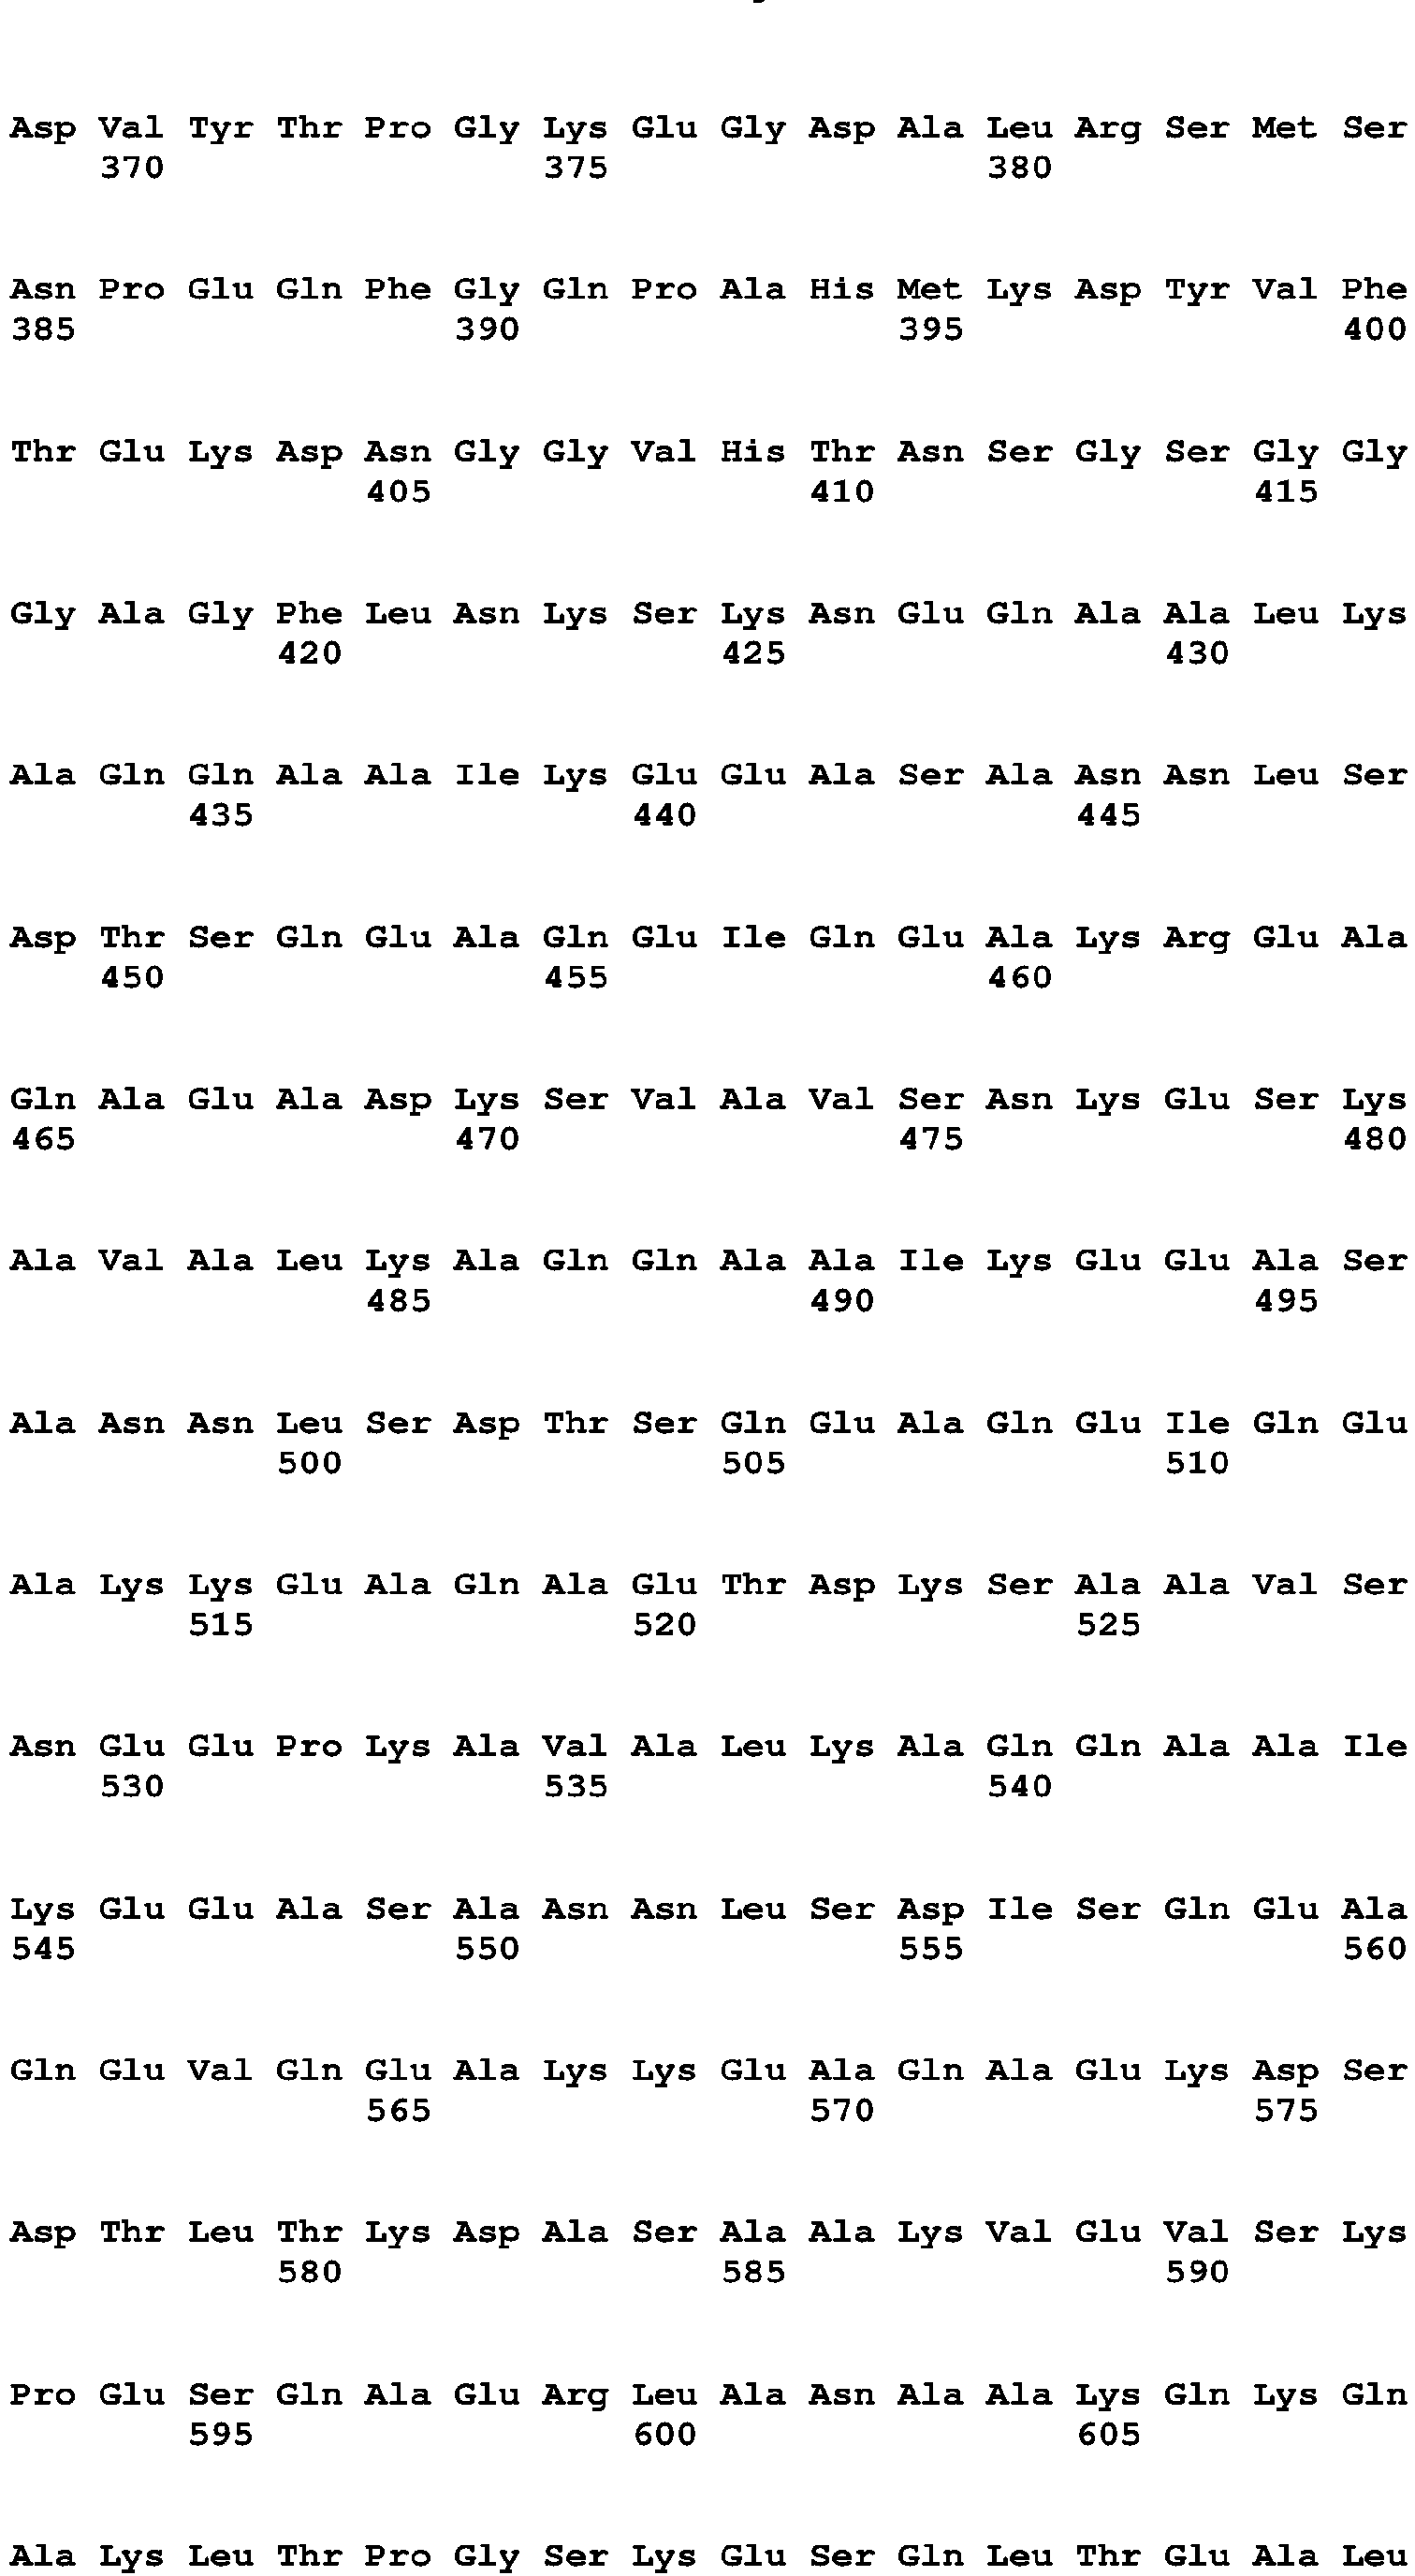 Asp Val Tyr Thr Pro Gly Lys Glu Gly Asp Ala Leu Arg Ser Met Ser
370 375 380
Asn Pro Glu Gln Phe Gly Gln Pro Ala His Met Lys Asp Tyr Val Phe
385 390 395 400
Thr Glu Lys Asp Asn Gly Gly Val His Thr Asn Ser Gly Ser Gly Gly
405 410 415
Gly Ala Gly Phe Leu Asn Lys Ser Lys Asn Glu Gln Ala Ala Leu Lys
420 425 430
Ala Gln Gln Ala Ala Ile Lys Glu Glu Ala Ser Ala Asn Asn Leu Ser
435 440 445
Asp Thr Ser Gln Glu Ala Gln Glu Ile Gln Glu Ala Lys Arg Glu Ala
450 455 460
Gln Ala Glu Ala Asp Lys Ser Val Ala Val Ser Asn Lys Glu Ser Lys
465 470 475 480
Ala Val Ala Leu Lys Ala Gln Gln Ala Ala Ile Lys Glu Glu Ala Ser
485 490 495
Ala Asn Asn Leu Ser Asp Thr Ser Gln Glu Ala Gln Glu Ile Gln Glu
500 505 510
Ala Lys Lys Glu Ala Gln Ala Glu Thr Asp Lys Ser Ala Ala Val Ser
515 520 525
Asn Glu Glu Pro Lys Ala Val Ala Leu Lys Ala Gln Gln Ala Ala Ile
530 535 540
Lys Glu Glu Ala Ser Ala Asn Asn Leu Ser Asp Ile Ser Gln Glu Ala
545 550 555 560
Gln Glu Val Gln Glu Ala Lys Lys Glu Ala Gln Ala Glu Lys Asp Ser
565 570 575
Asp Thr Leu Thr Lys Asp Ala Ser Ala Ala Lys Val Glu Val Ser Lys
580 585 590
Pro Glu Ser Gln Ala Glu Arg Leu Ala Asn Ala Ala Lys Gln Lys Gln
595 600 605
Ala Lys Leu Thr Pro Gly Ser Lys Glu Ser Gln Leu Thr Glu Ala Leu